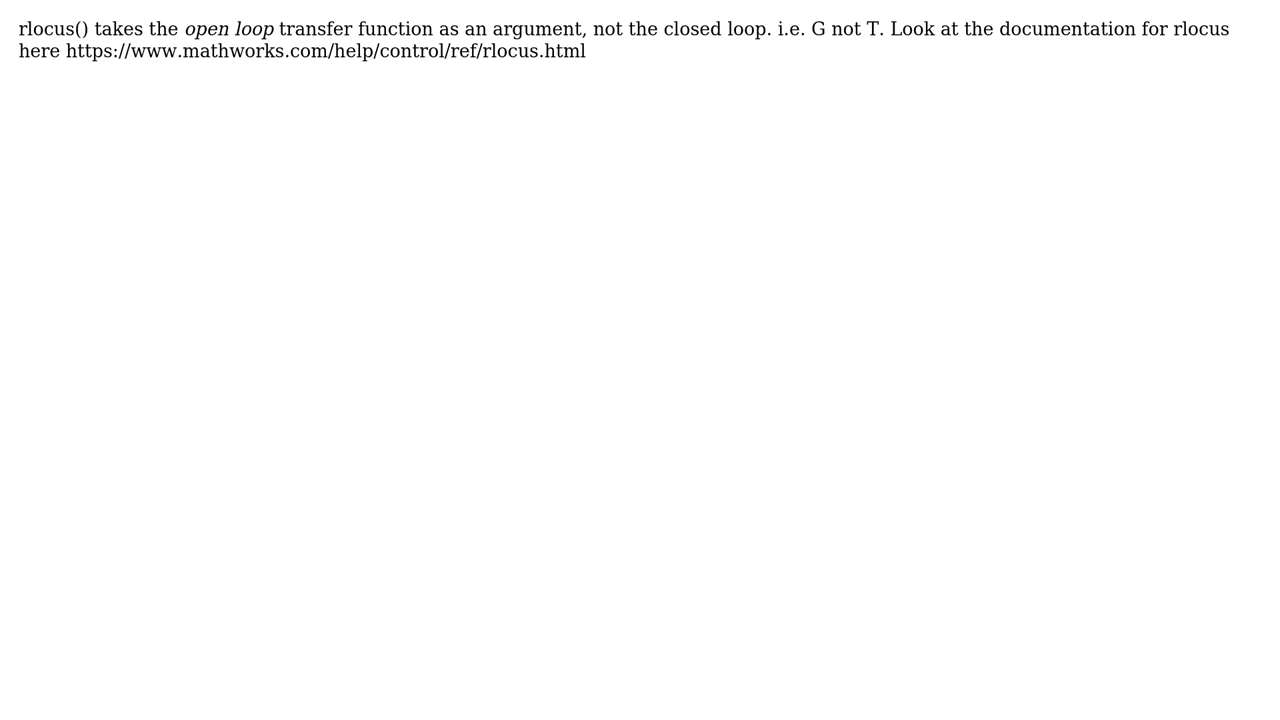 rlocus() takes the open loop transfer function as an argument, not the closed loop. i.e. G not T. Look at the documentation for rlocus
here https://www.mathworks.com/help/control/ref/rlocus.html